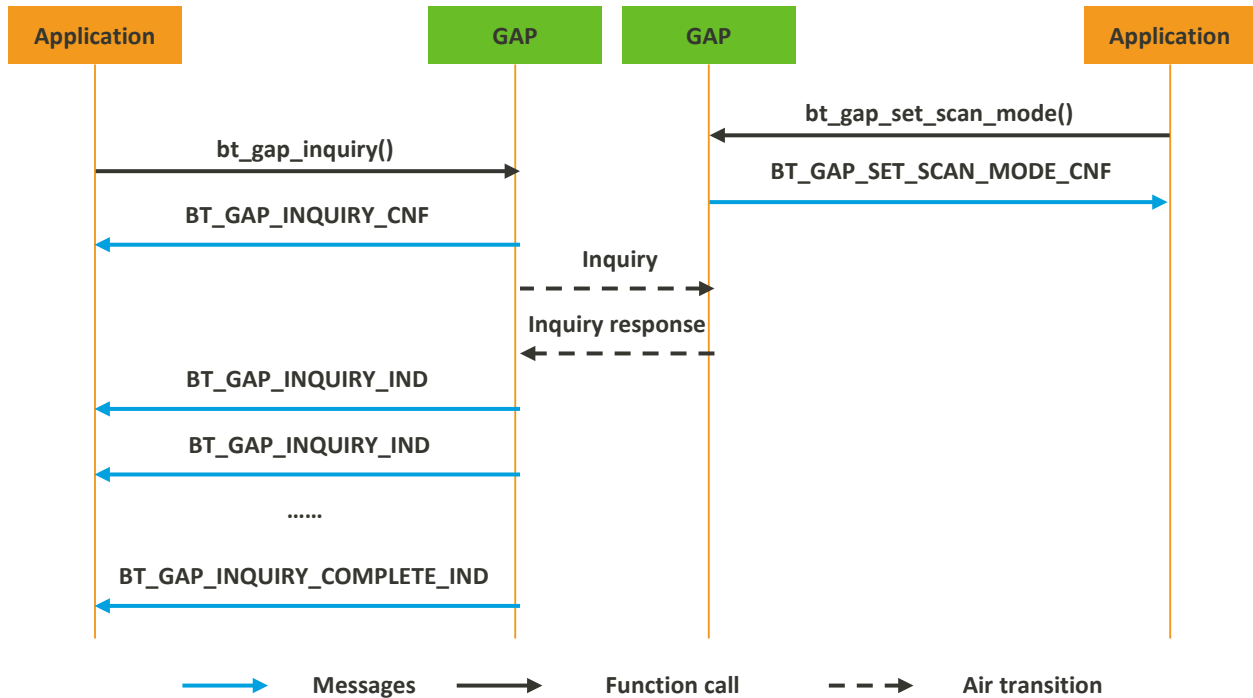 Application
GAP
GAP
Application
bt_gap_set_scan_mode()
bt_gap_inquiry()
BT_GAP_SET_SCAN_MODE_CNF
BT_GAP_INQUIRY_CNF
Inquiry
Inquiry response
BT_GAP_INQUIRY_IND
BT_GAP_INQUIRY_IND
......
BT_GAP_INQUIRY_COMPLETE_IND
Messages
Function call
Air transition